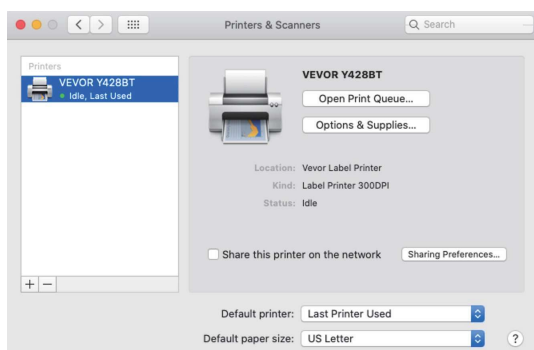 Printers & Scanners
Search
Printers
VEVOR Y428BT
Idle, Last Used
VEVOR Y428BT
Open Print Queue...
Options & Supplies...
Location: Vevor Label Printer
Kind: Label Printer 300DPI
Status: Idle
Share this printer on the network
Sharing Preferences...
+ −
Default printer: Last Printer Used
Default paper size: US Letter
?